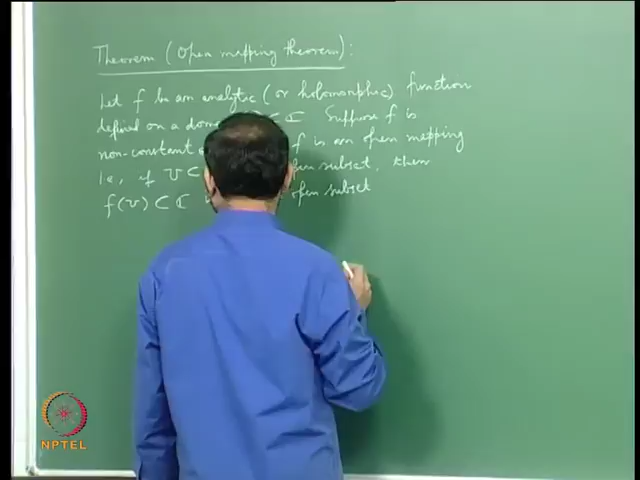 Theorem (Open mapping theorem):
Let f be an analytic (or holomorphic) function
defined on a dom ⊂ ℂ Suppose f is
non-constant f is an open mapping
i.e., if V ⊂ open subset, then
f(V) ⊂ ℂ open subset
NPTEL